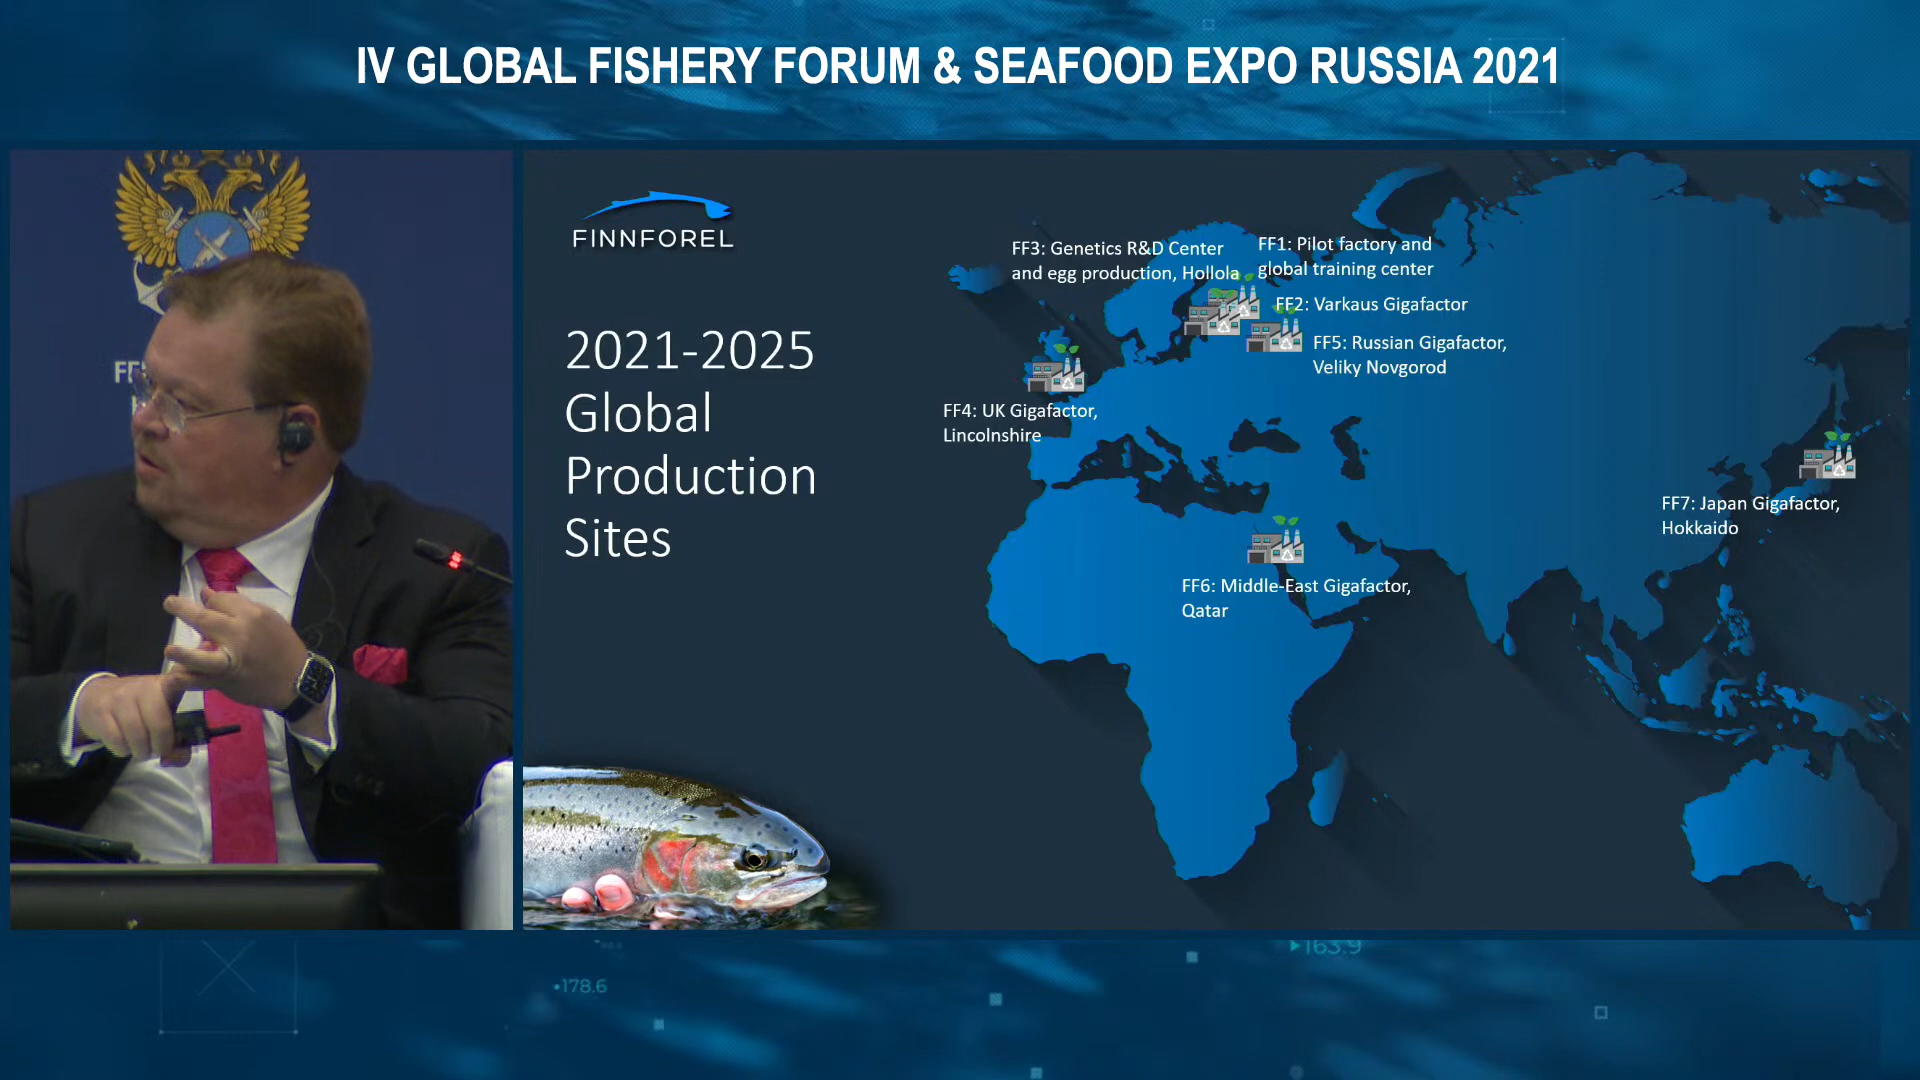 IV GLOBAL FISHERY FORUM & SEAFOOD EXPO RUSSIA 2021
FINNFOREL
2021-2025
Global
Production
Sites
FF3: Genetics R&D Center
and egg production, Hollola
FF1: Pilot factory and
global training center
FF2: Varkaus Gigafactor
FF5: Russian Gigafactor,
Veliky Novgorod
FF4: UK Gigafactor,
Lincolnshire
FF7: Japan Gigafactor,
Hokkaido
FF6: Middle-East Gigafactor,
Qatar
178.6
163.9